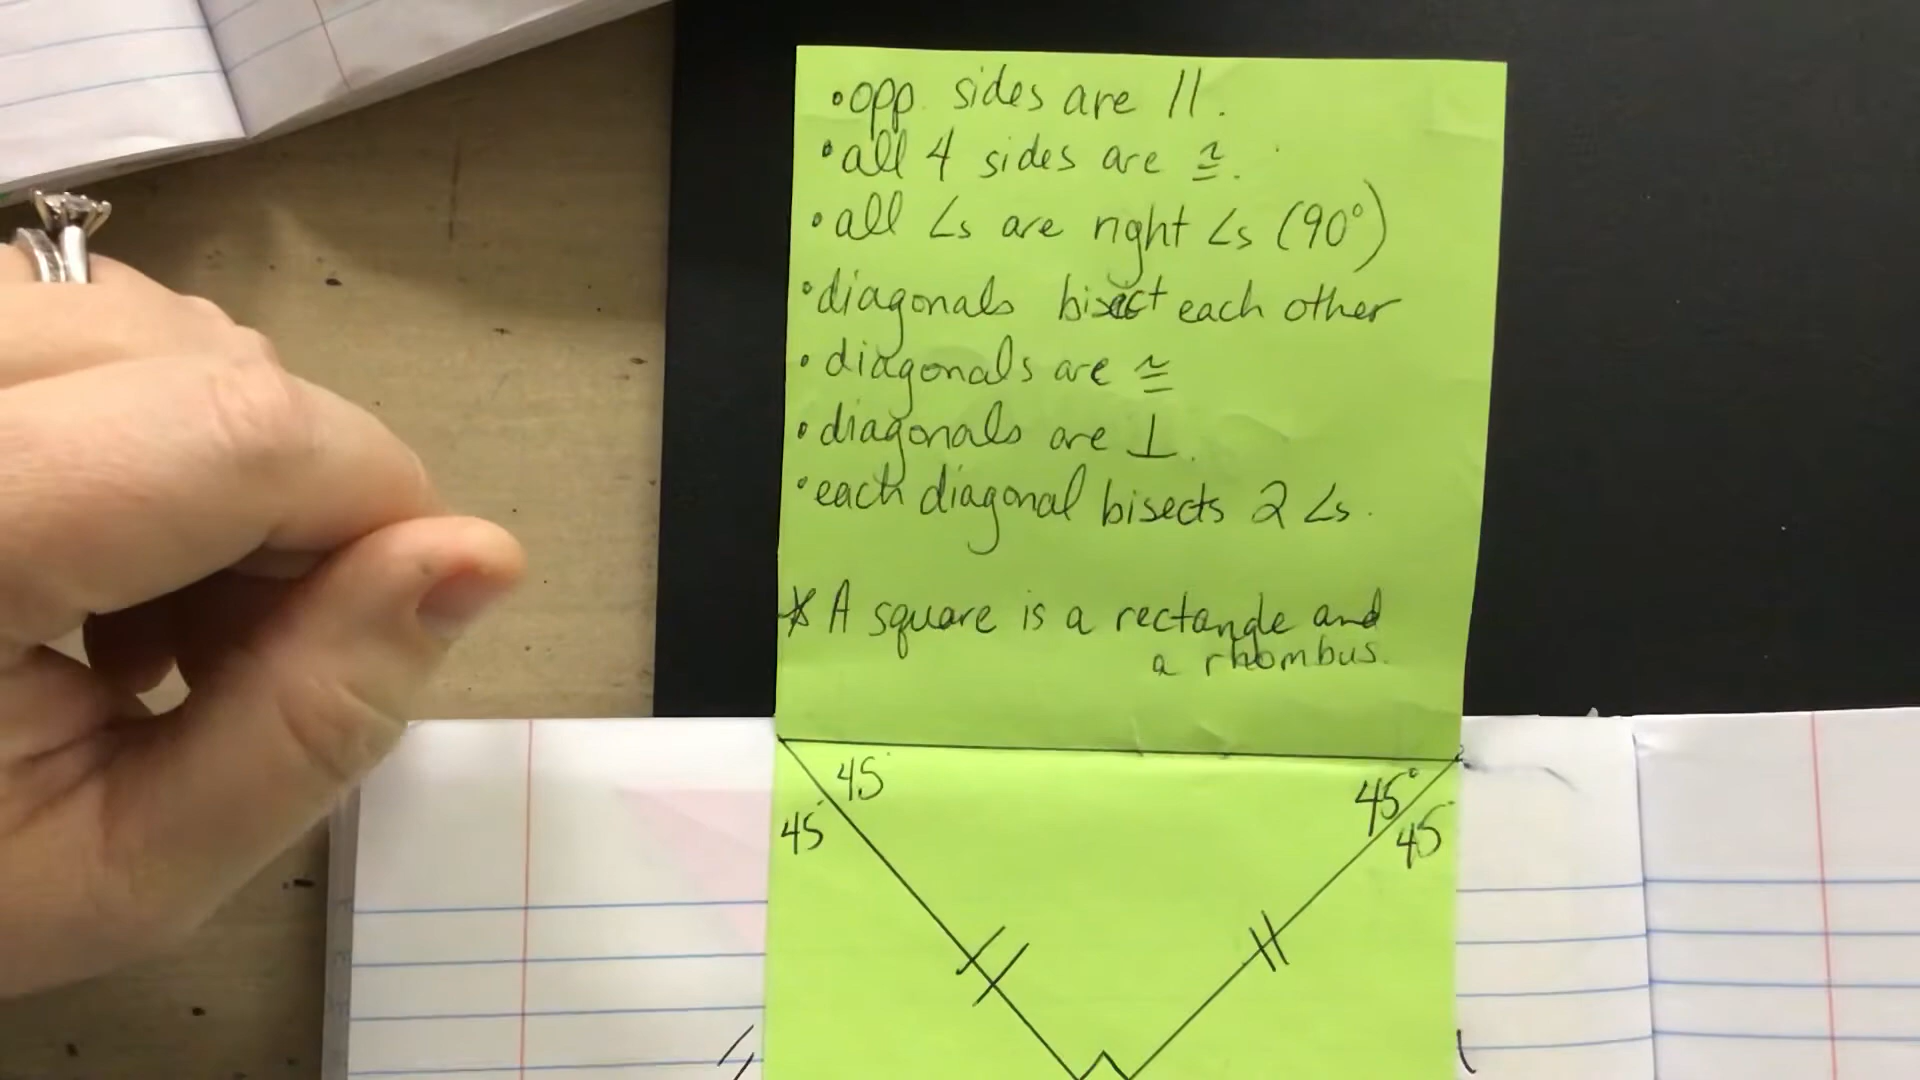 •opp. sides are //.
•all 4 sides are ≅.
•all ∠s are right ∠s (90°)
•diagonals bisect each other
•diagonals are ≅
•diagonals are ⊥.
•each diagonal bisects 2 ∠s.
* A square is a rectangle and
a rhombus.
45° 45°
45° 45°